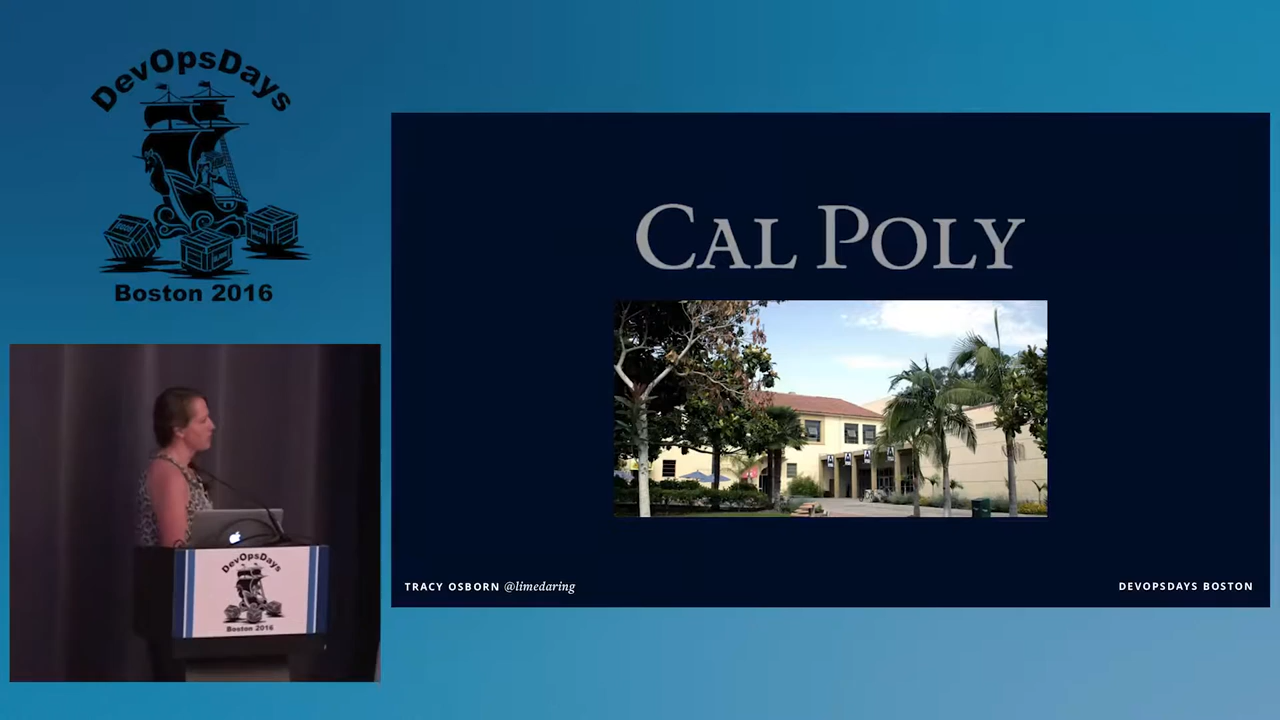 DevOpsDays
Boston 2016
CAL POLY
TRACY OSBORN @limedaring
DEVOPSDAYS BOSTON
DevOpsDays
Boston 2016